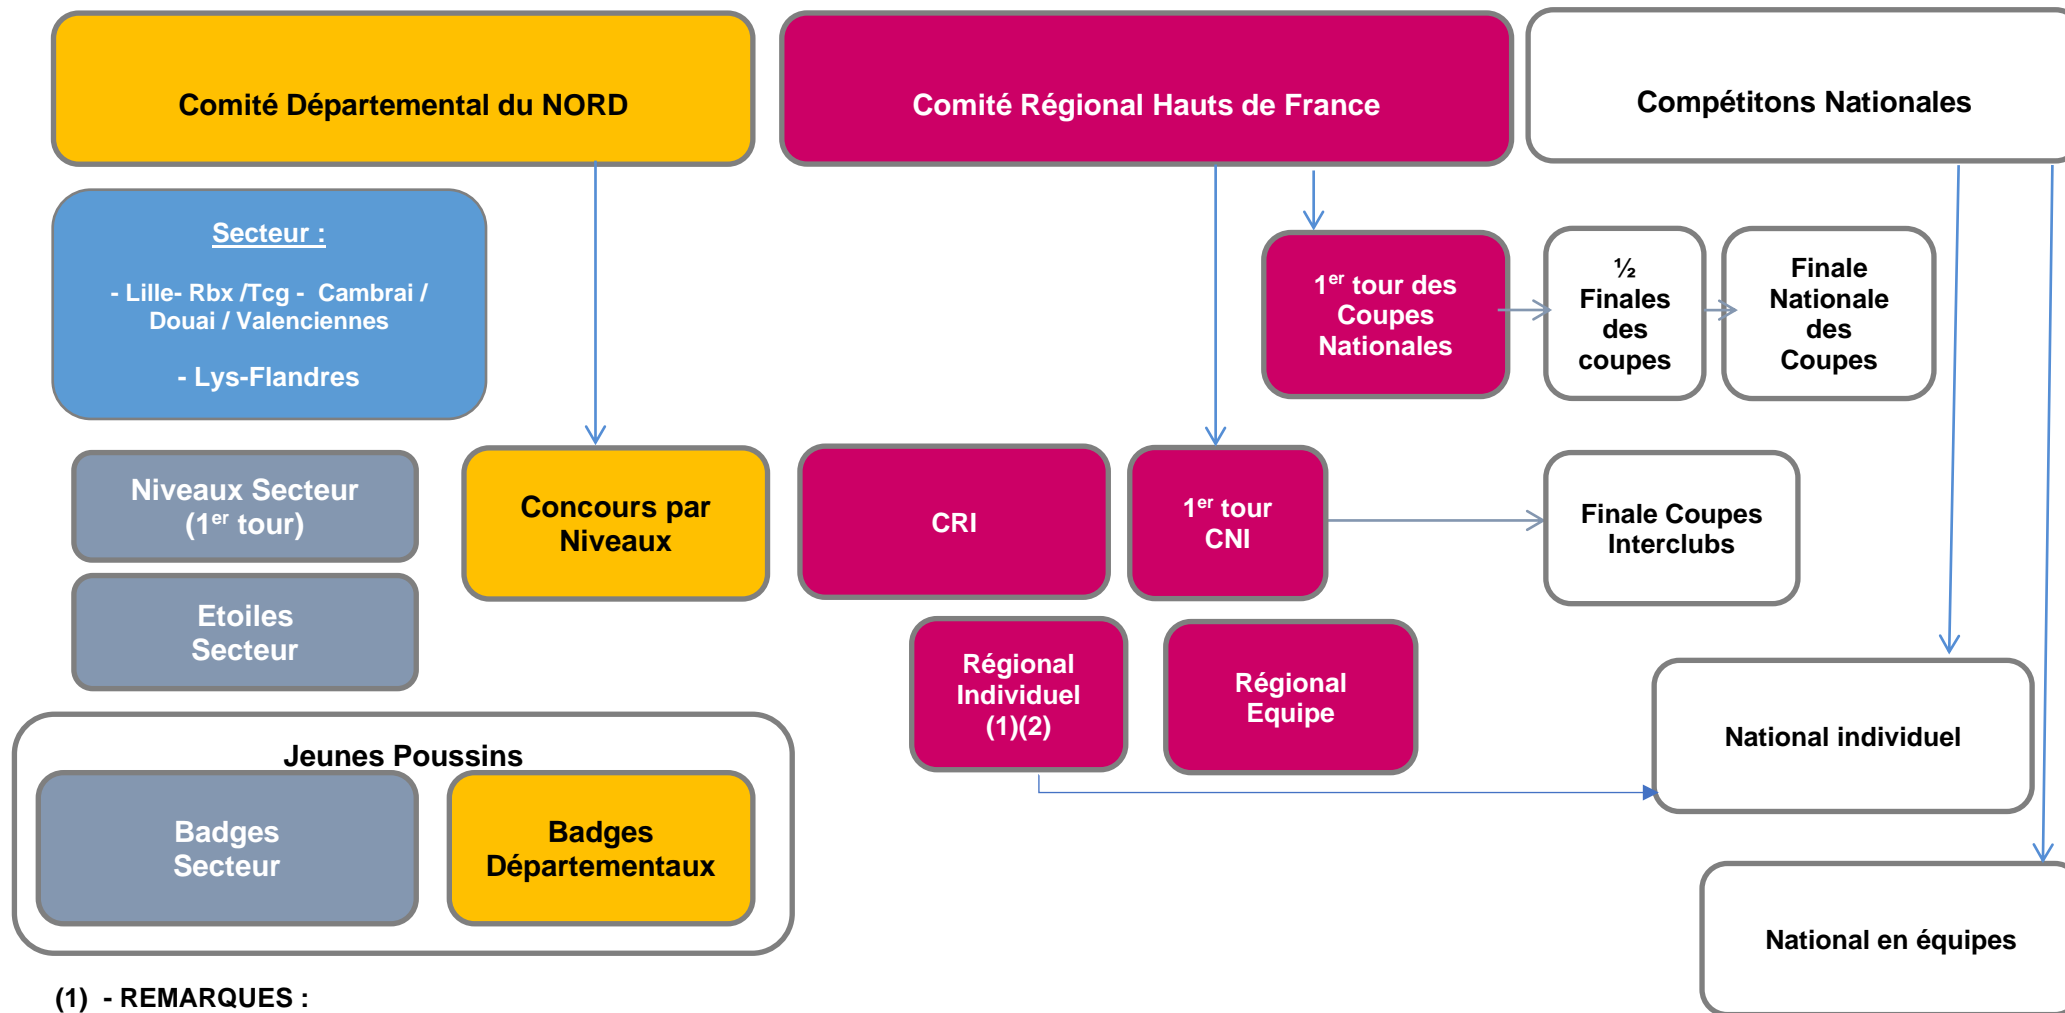 Comité Départemental du NORD
Comité Régional Hauts de France
Compétitons Nationales
Secteur :
- Lille- Rbx /Tcg - Cambrai /
Douai / Valenciennes
- Lys-Flandres
1er tour des
Coupes
Nationales
½
Finales
des
coupes
Finale
Nationale
des
Coupes
Niveaux Secteur
(1er tour)
Concours par
Niveaux
CRI
1er tour
CNI
Finale Coupes
Interclubs
Etoiles
Secteur
Régional
Individuel
(1)(2)
Régional
Equipe
National individuel
Jeunes Poussins
Badges
Secteur
Badges
Départementaux
National en équipes
(1) - REMARQUES :